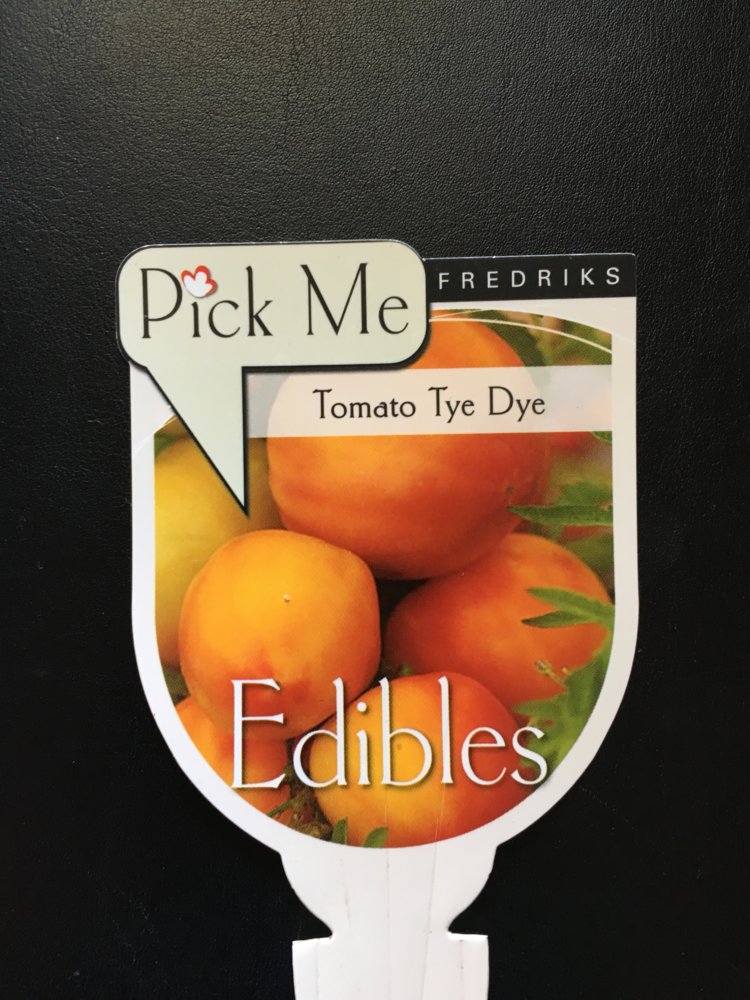 Pick Me
FREDRIKS
Tomato Tye Dye
Edibles